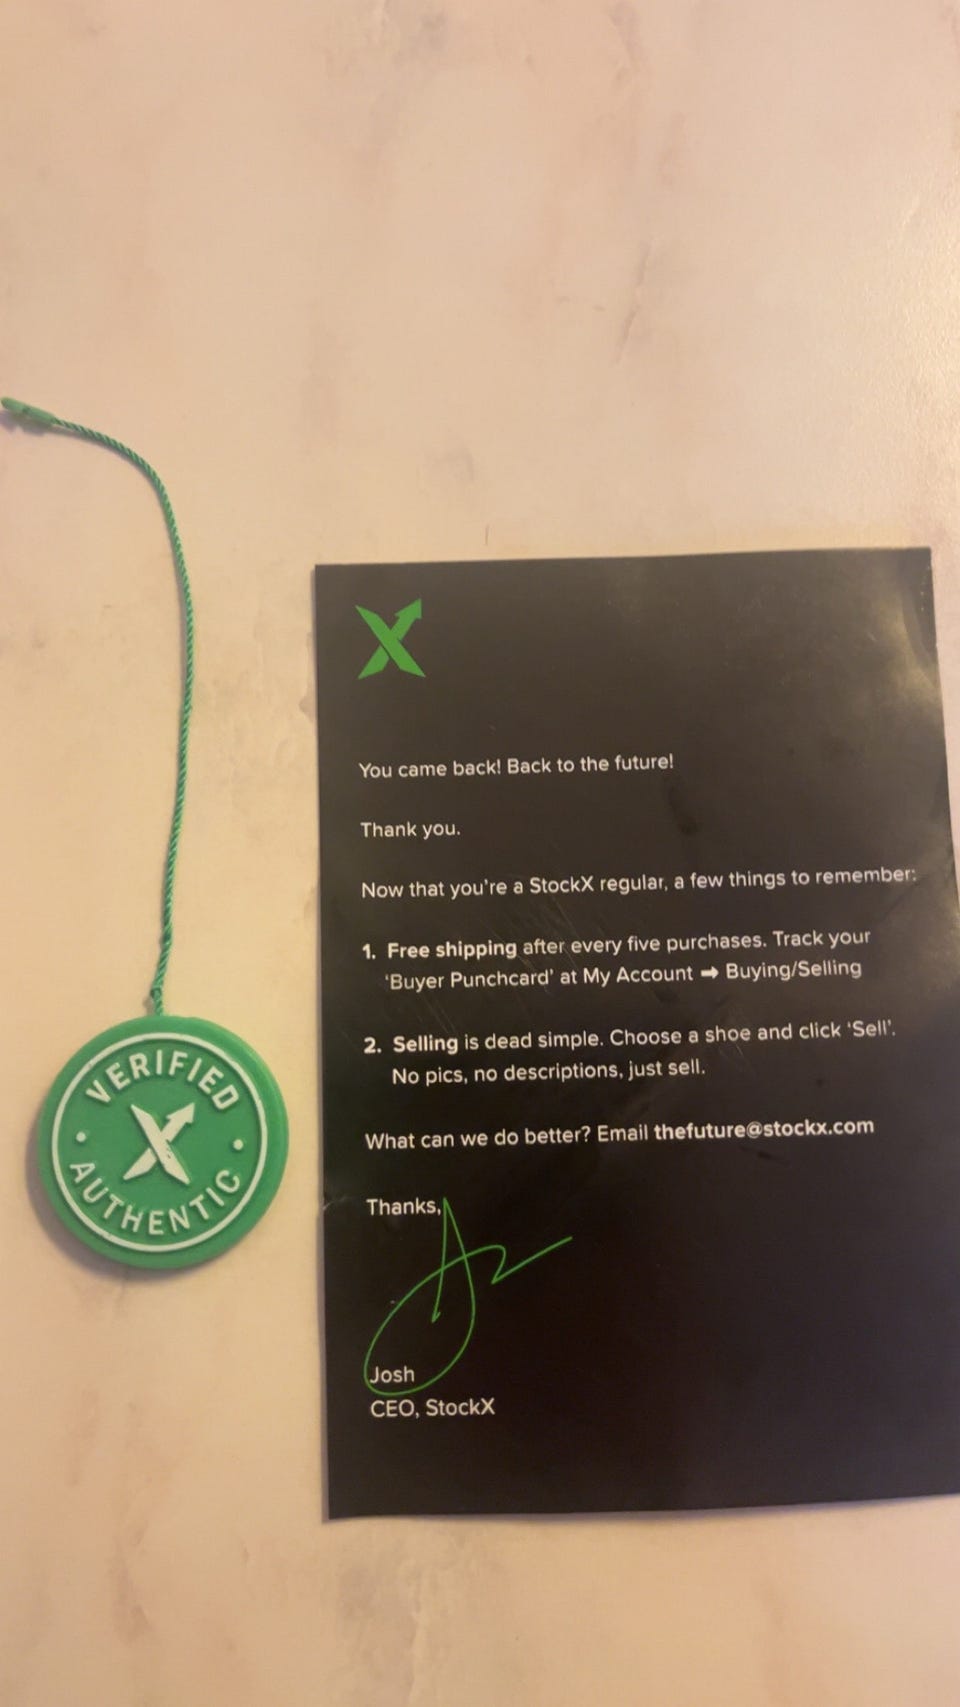 VERIFIED
AUTHENTIC
You came back! Back to the future!
Thank you.
Now that you're a StockX regular, a few things to remember:
1. Free shipping after every five purchases. Track your
'Buyer Punchcard' at My Account ➡ Buying/Selling
2. Selling is dead simple. Choose a shoe and click 'Sell'.
No pics, no descriptions, just sell.
What can we do better? Email thefuture@stockx.com
Thanks,
Josh
CEO, StockX